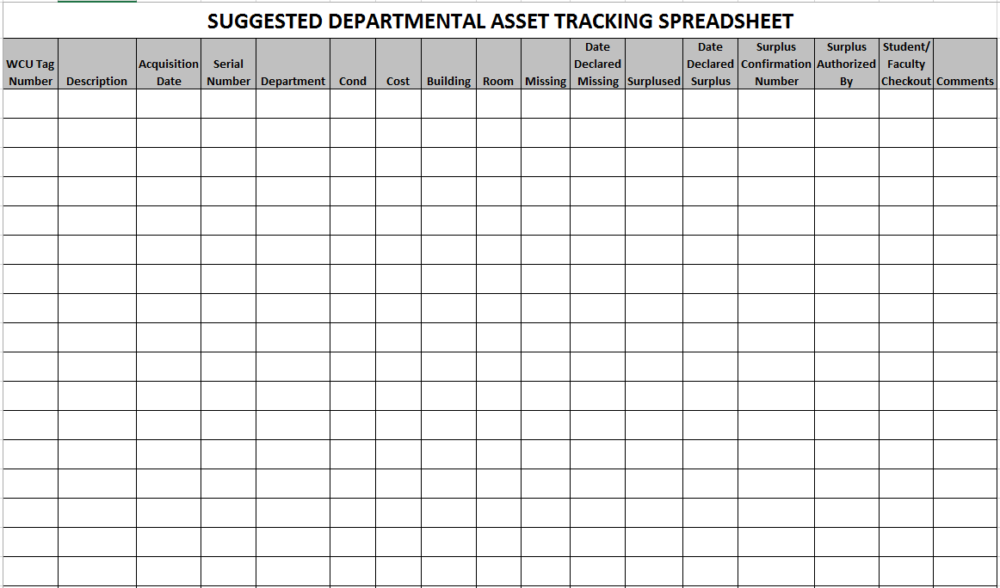 SUGGESTED DEPARTMENTAL ASSET TRACKING SPREADSHEET
WCU Tag
Number
Description
Acquisition
Date
Serial
Number
Department
Cond
Cost
Building
Room
Missing
Date
Declared
Missing
Surplused
Date
Declared
Surplus
Surplus
Confirmation
Number
Surplus
Authorized
By
Student/
Faculty
Checkout
Comments